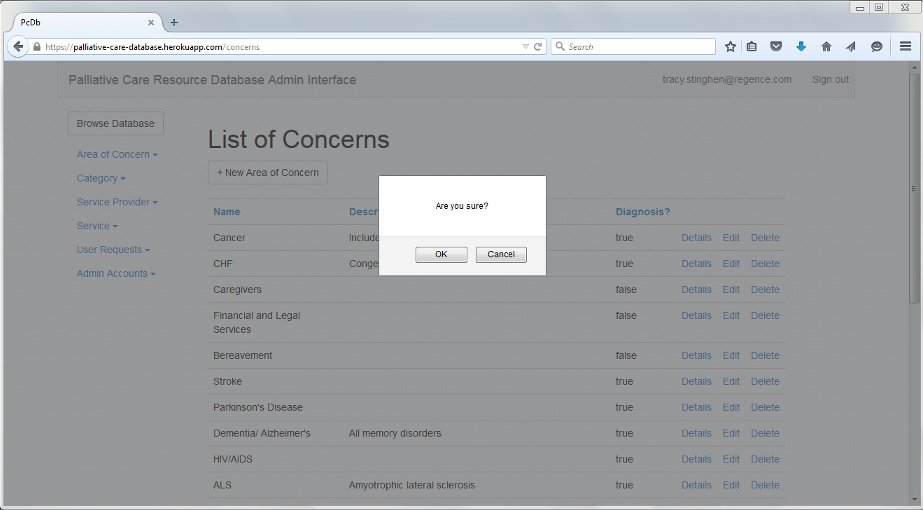 PcDb
https://palliative-care-database.herokuapp.com/concerns
Search
Palliative Care Resource Database Admin Interface
tracy.stinghen@regence.com Sign out
Browse Database
Area of Concern
Category
Service Provider
Service
User Requests
Admin Accounts
List of Concerns
+ New Area of Concern
Are you sure?
OK Cancel
Name Descr Diagnosis?
Cancer Include true Details Edit Delete
CHF Conge true Details Edit Delete
Caregivers false Details Edit Delete
Financial and Legal false Details Edit Delete
Services
Bereavement false Details Edit Delete
Stroke true Details Edit Delete
Parkinson's Disease true Details Edit Delete
Dementia/ Alzheimer's All memory disorders true Details Edit Delete
HIV/AIDS true Details Edit Delete
ALS Amyotrophic lateral sclerosis true Details Edit Delete